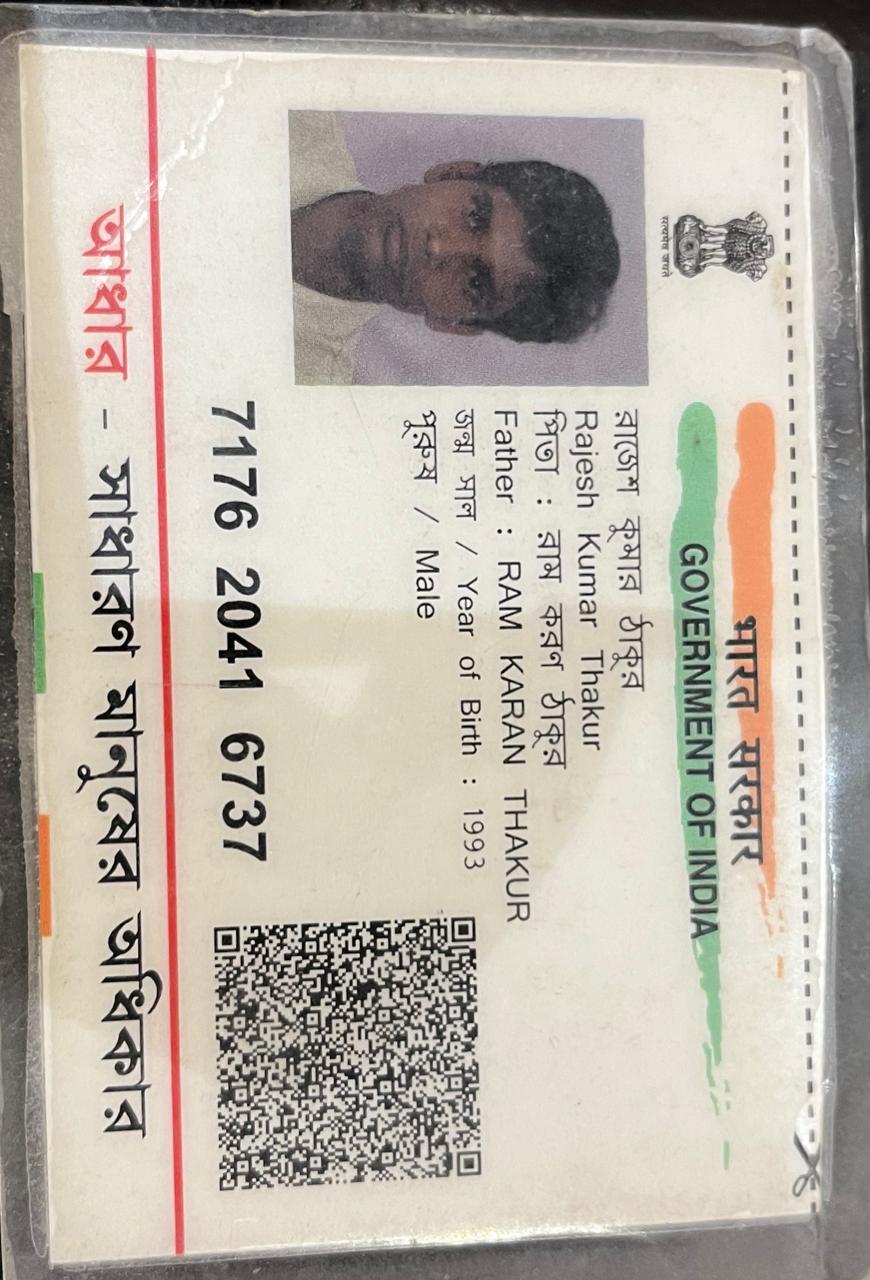 भारत सरकार
GOVERNMENT OF INDIA
सत्यमेव जयते
রাজেশ কুমার ঠাকুর
Rajesh Kumar Thakur
পিতা : রাম করণ ঠাকুর
Father : RAM KARAN THAKUR
জন্ম সাল / Year of Birth : 1993
পুরুষ / Male
7176 2041 6737
আধার - সাধারণ মানুষের অধিকার